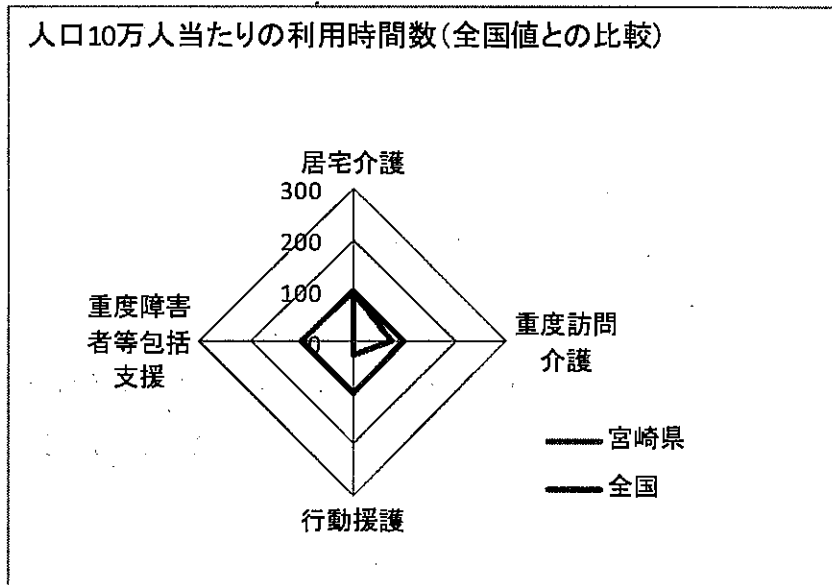 人口10万人当たりの利用時間数(全国値との比較)
居宅介護
300
200
100
0
重度障害
者等包括
支援
重度訪問
介護
行動援護
宮崎県
全国